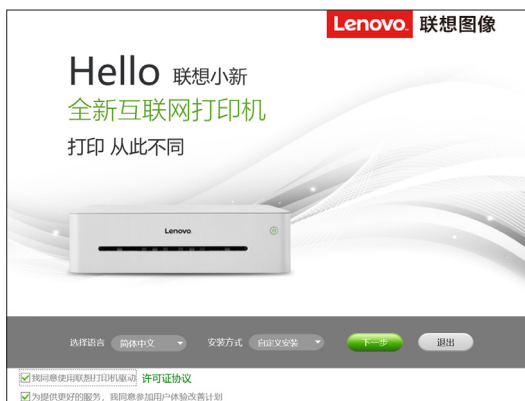 Lenovo. 联想图像
Hello 联想小新
全新互联网打印机
打印 从此不同
Lenovo
选择语言 简体中文 安装方式 自定义安装 下一步 退出
我同意使用联想打印机驱动 许可证协议
为提供更好的服务，我同意参加用户体验改善计划